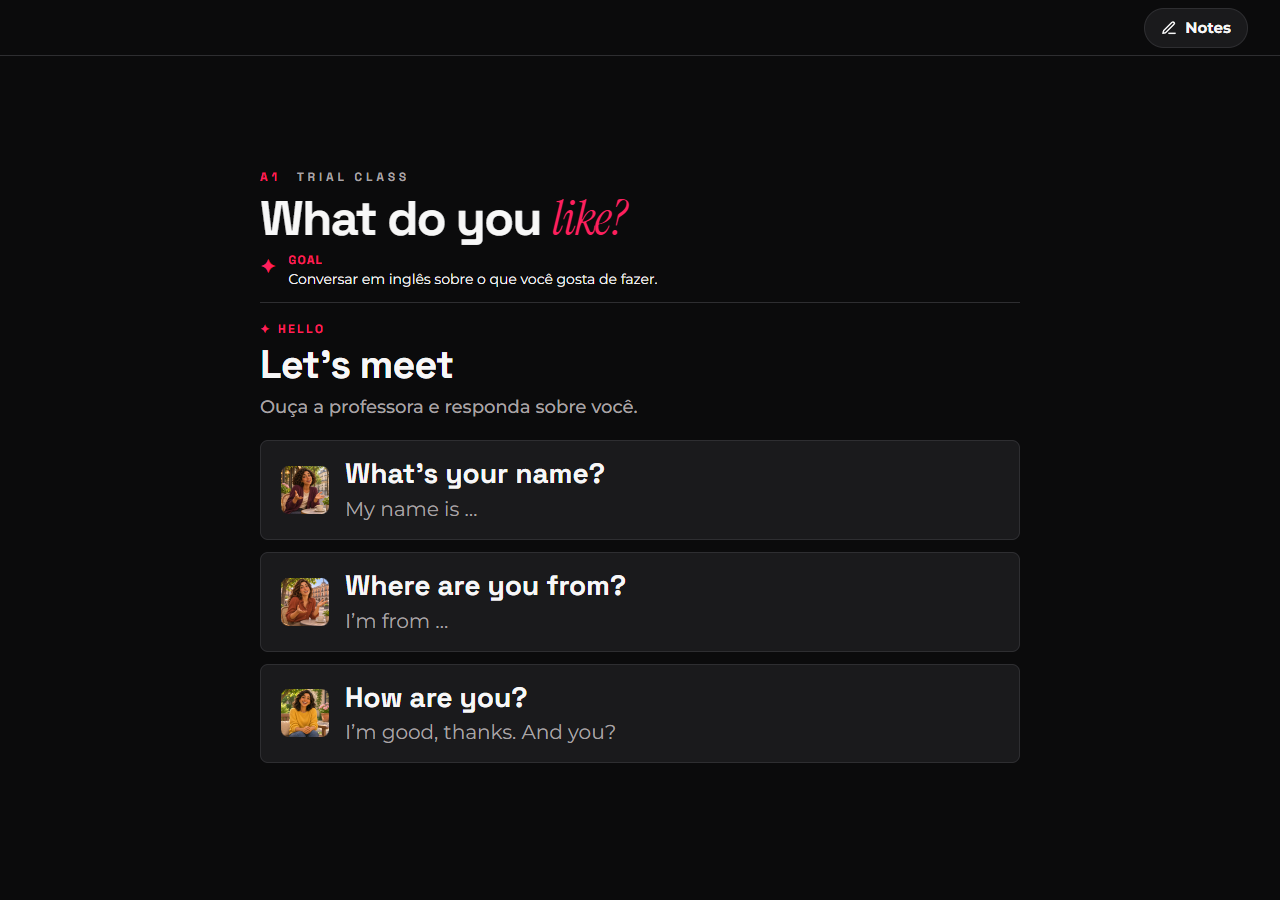 Notes
A1 TRIAL CLASS
What do you like?
GOAL
Conversar em inglês sobre o que você gosta de fazer.
HELLO
Let’s meet
Ouça a professora e responda sobre você.
What’s your name?
My name is ...
Where are you from?
I’m from ...
How are you?
I’m good, thanks. And you?